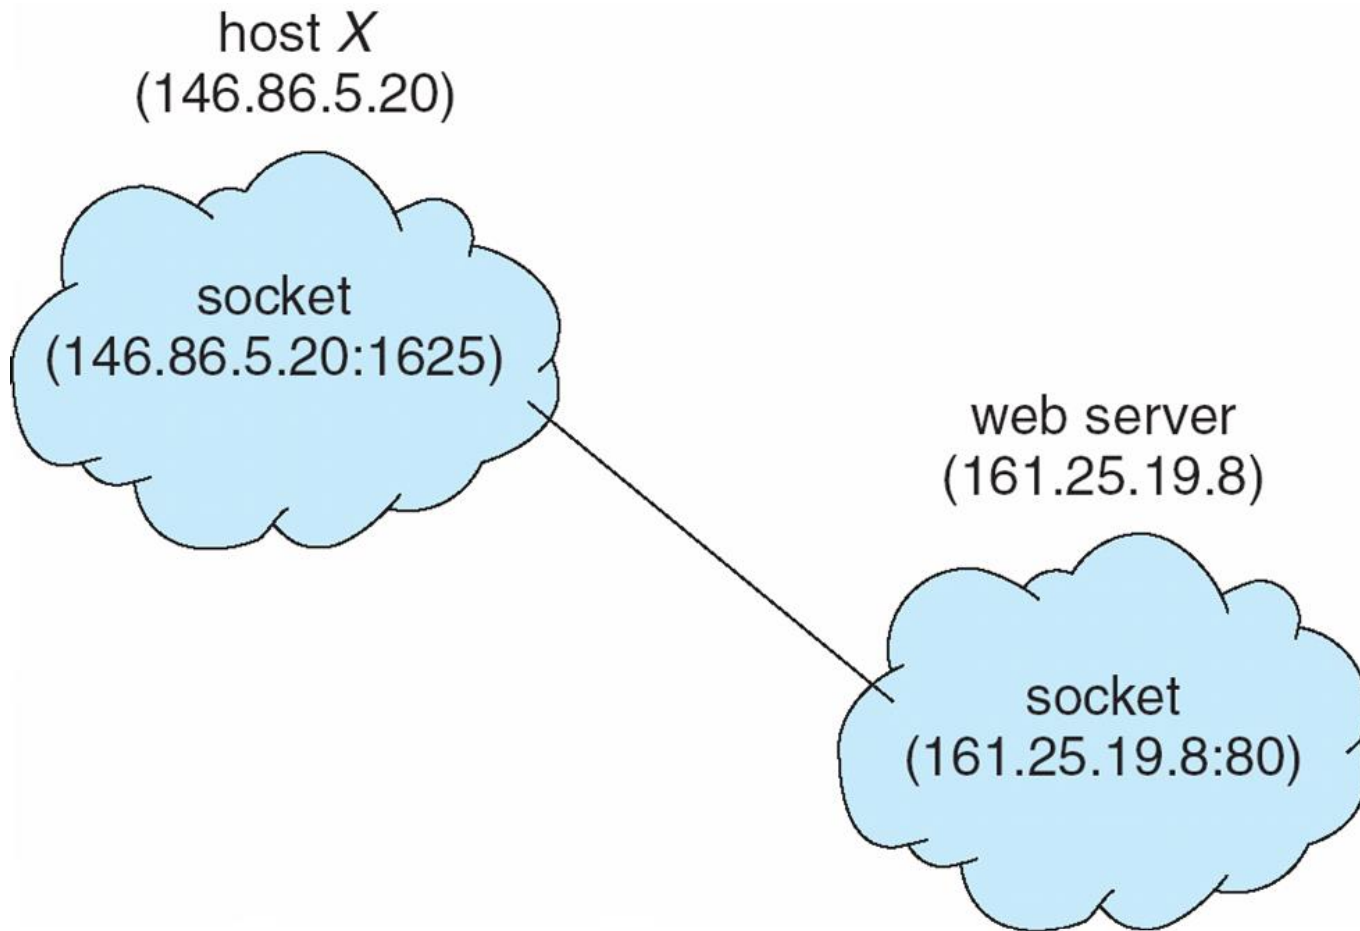 host X
(146.86.5.20)
socket
(146.86.5.20:1625)
web server
(161.25.19.8)
socket
(161.25.19.8:80)